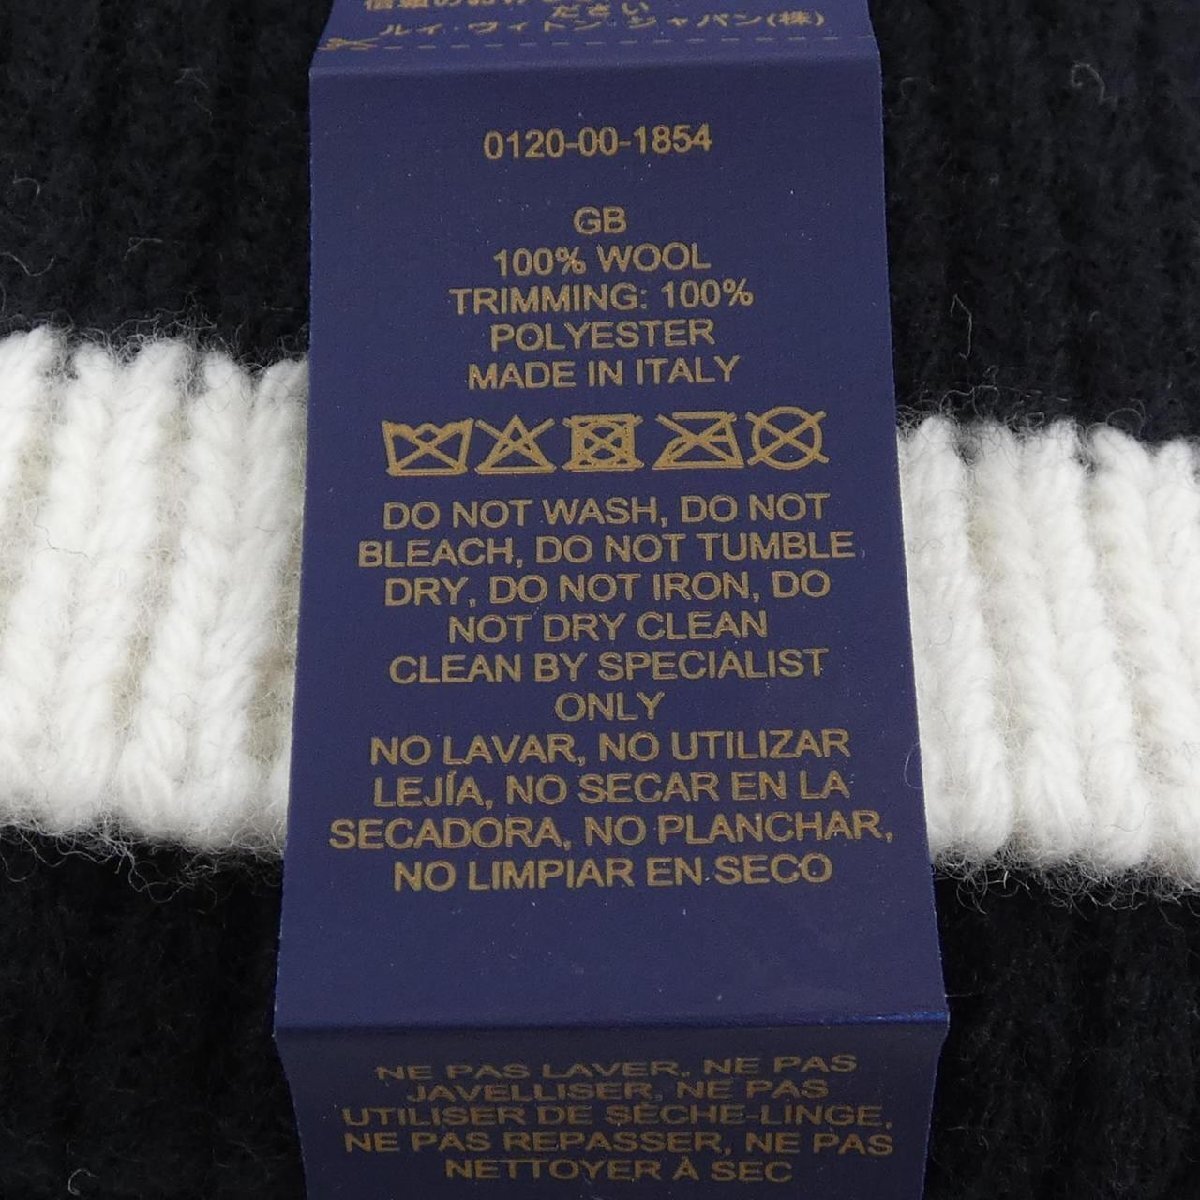 ださい
ルイ・ヴィトン・ジャパン(株)
0120-00-1854
GB
100% WOOL
TRIMMING: 100%
POLYESTER
MADE IN ITALY
DO NOT WASH, DO NOT
BLEACH, DO NOT TUMBLE
DRY, DO NOT IRON, DO
NOT DRY CLEAN
CLEAN BY SPECIALIST
ONLY
NO LAVAR, NO UTILIZAR
LEJÍA, NO SECAR EN LA
SECADORA, NO PLANCHAR,
NO LIMPIAR EN SECO
NE PAS LAVER, NE PAS
JAVELLISER, NE PAS
UTILISER DE SÈCHE-LINGE,
NE PAS REPASSER, NE PAS
NETTOYER À SEC